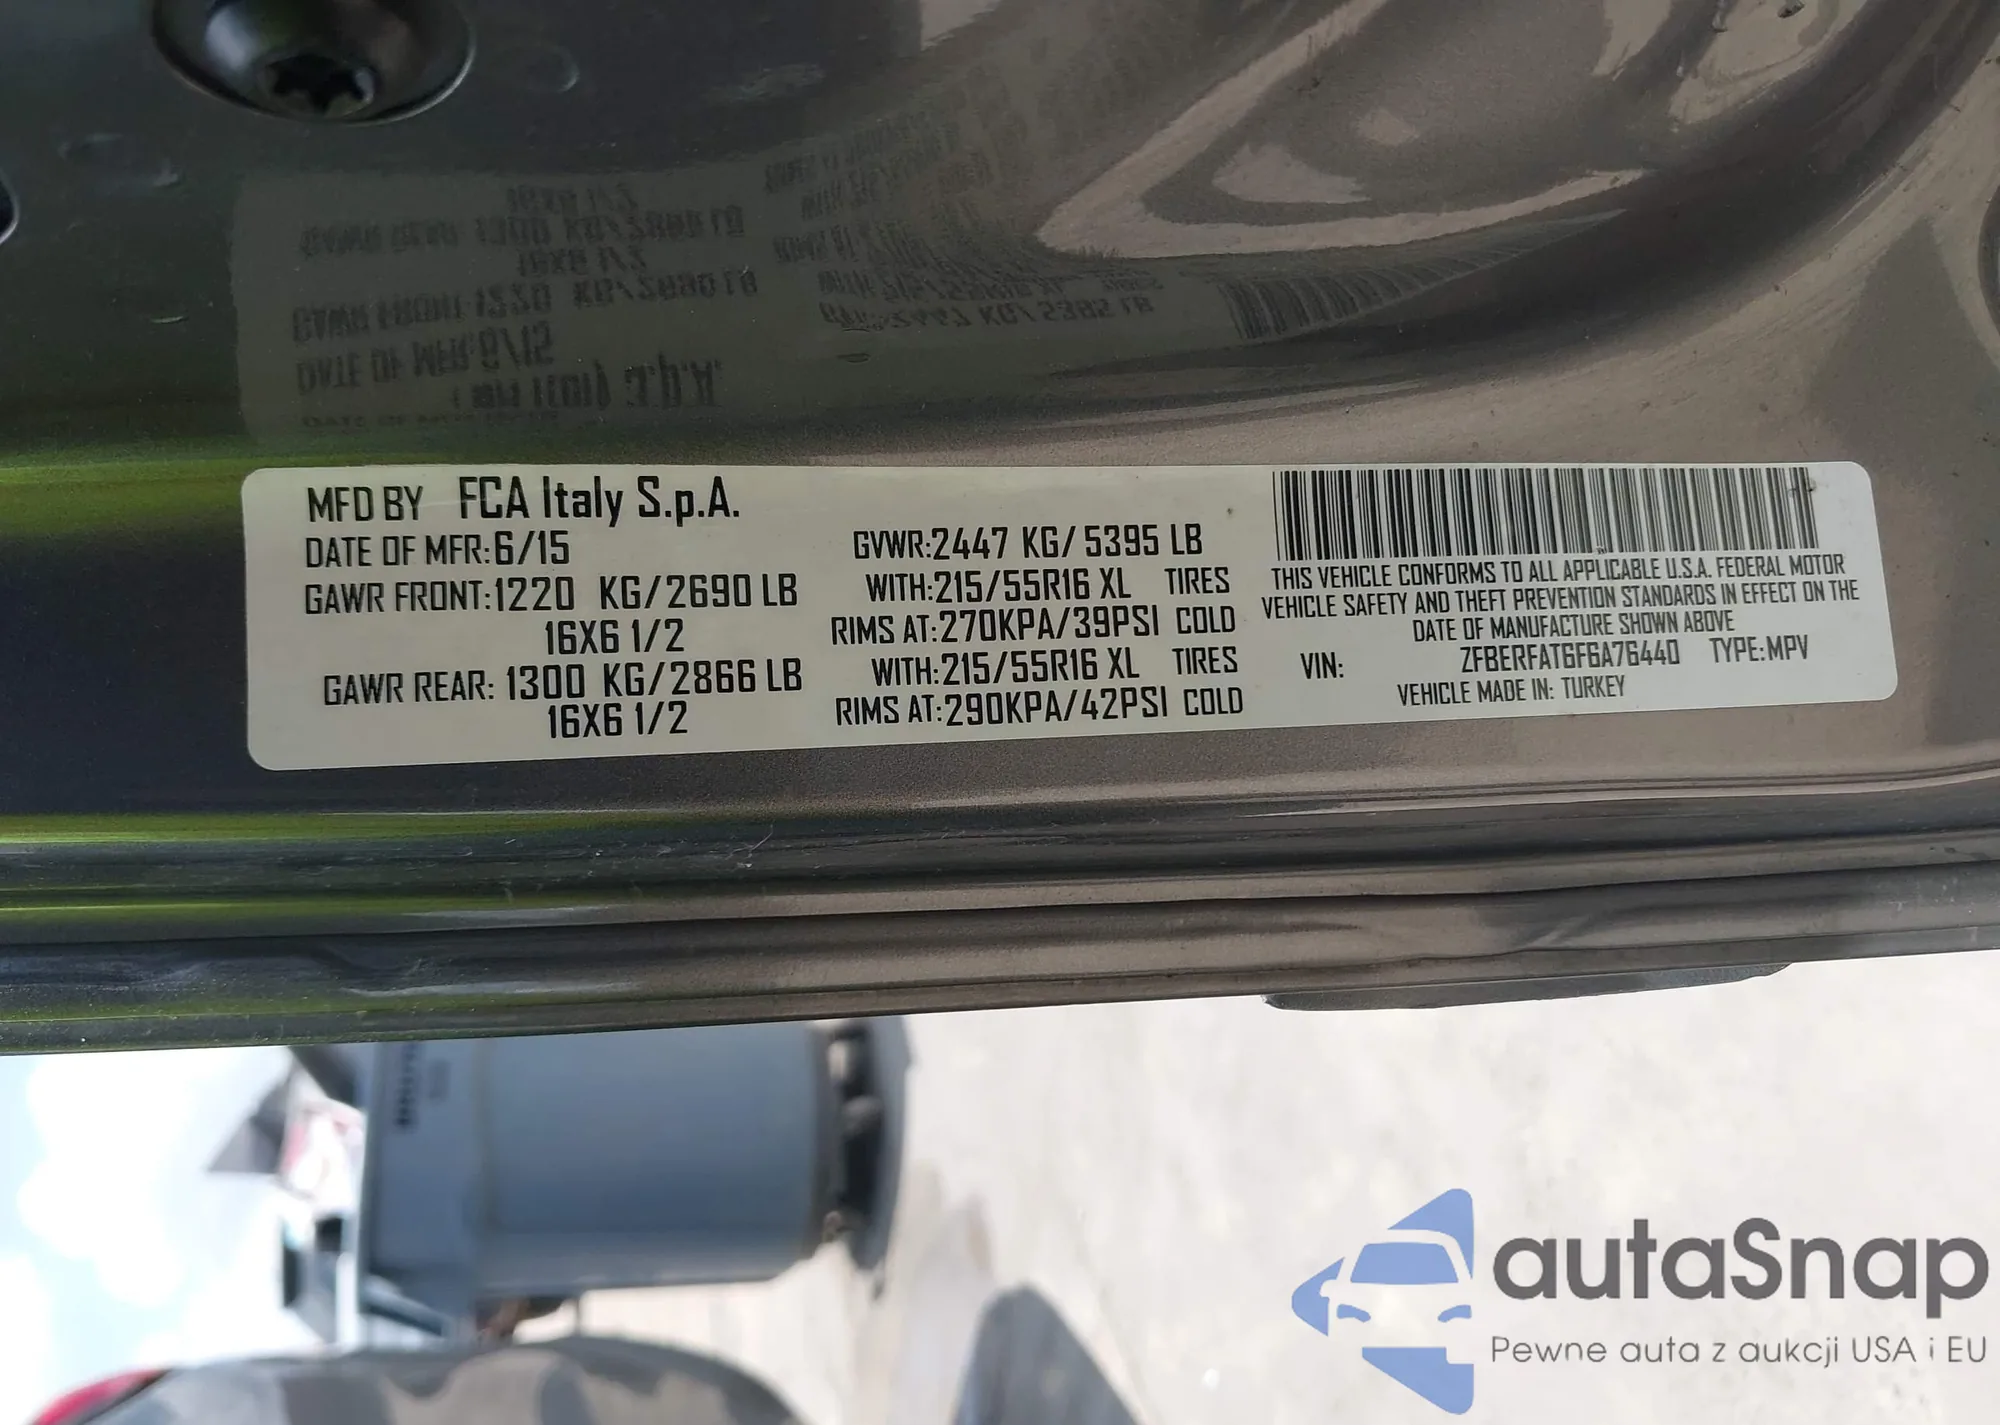 MFD BY FCA Italy S.p.A.
DATE OF MFR:6/15
GAWR FRONT:1220 KG/2690 LB
16X6 1/2
GAWR REAR: 1300 KG/2866 LB
16X6 1/2
GVWR:2447 KG/5395 LB
WITH:215/55R16 XL TIRES
RIMS AT:270KPA/39PSI COLD
WITH:215/55R16 XL TIRES
RIMS AT:290KPA/42PSI COLD
THIS VEHICLE CONFORMS TO ALL APPLICABLE U.S.A. FEDERAL MOTOR
VEHICLE SAFETY AND THEFT PREVENTION STANDARDS IN EFFECT ON THE
DATE OF MANUFACTURE SHOWN ABOVE
VIN: ZFBERFAT6F6A76440 TYPE:MPV
VEHICLE MADE IN: TURKEY
autaSnap
Pewne auta z aukcji USA i EU